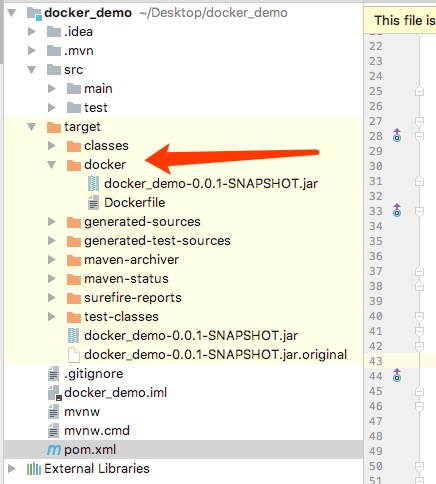 docker_demo ~/Desktop/docker_demo
.idea
.mvn
src
main
test
target
classes
docker
docker_demo-0.0.1-SNAPSHOT.jar
Dockerfile
generated-sources
generated-test-sources
maven-archiver
maven-status
surefire-reports
test-classes
docker_demo-0.0.1-SNAPSHOT.jar
docker_demo-0.0.1-SNAPSHOT.jar.original
.gitignore
docker_demo.iml
mvnw
mvnw.cmd
pom.xml
External Libraries
This file is
22
23
24
25
26
27
28
29
30
31
32
33
34
35
36
37
38
39
40
41
42
43
44
45
46
47
48
49
50
51